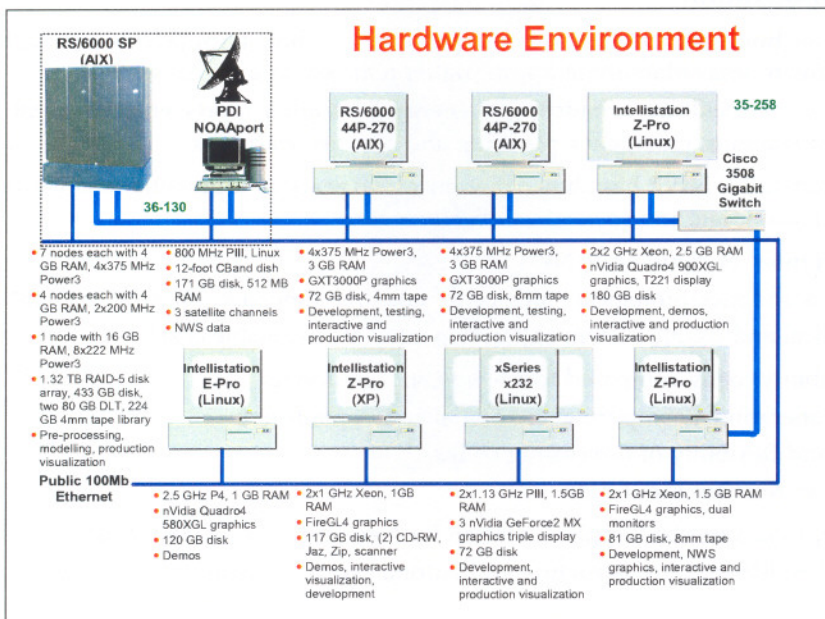 Hardware Environment
RS/6000 SP
(AIX)
PDI
NOAAport
RS/6000
44P-270
(AIX)
RS/6000
44P-270
(AIX)
Intellistation
Z-Pro
(Linux)
35-258
Cisco
3508
Gigabit
Switch
36-130
• 7 nodes each with 4
GB RAM, 4x375 MHz
Power3
• 4 nodes each with 4
GB RAM, 2x200 MHz
Power3
• 1 node with 16 GB
RAM, 8x222 MHz
Power3
• 1.32 TB RAID-5 disk
array, 433 GB disk,
two 80 GB DLT, 224
GB 4mm tape library
• Pre-processing,
modelling, production
visualization
• 800 MHz PIII, Linux
• 12-foot CBand dish
• 171 GB disk, 512 MB
RAM
• 3 satellite channels
• NWS data
• 4x375 MHz Power3,
3 GB RAM
• GXT3000P graphics
• 72 GB disk, 4mm tape
• Development, testing,
interactive and
production visualization
• 4x375 MHz Power3,
3 GB RAM
• GXT3000P graphics
• 72 GB disk, 8mm tape
• Development, testing,
interactive and
production visualization
• 2x2 GHz Xeon, 2.5 GB RAM
• nVidia Quadro4 900XGL
graphics, T221 display
• 180 GB disk
• Development, demos,
interactive and production
visualization
Intellistation
E-Pro
(Linux)
Intellistation
Z-Pro
(XP)
xSeries
x232
(Linux)
Intellistation
Z-Pro
(Linux)
Public 100Mb
Ethernet
• 2.5 GHz P4, 1 GB RAM
• nVidia Quadro4
580XGL graphics
• 120 GB disk
• Demos
• 2x1 GHz Xeon, 1GB
RAM
• FireGL4 graphics
• 117 GB disk, (2) CD-RW,
Jaz, Zip, scanner
• Demos, interactive
visualization,
development
• 2x1.13 GHz PIII, 1.5GB
RAM
• 3 nVidia GeForce2 MX
graphics triple display
• 72 GB disk
• Development,
interactive and
production visualization
• 2x1 GHz Xeon, 1.5 GB RAM
• FireGL4 graphics, dual
monitors
• 81 GB disk, 8mm tape
• Development, NWS
graphics, interactive and
production visualization